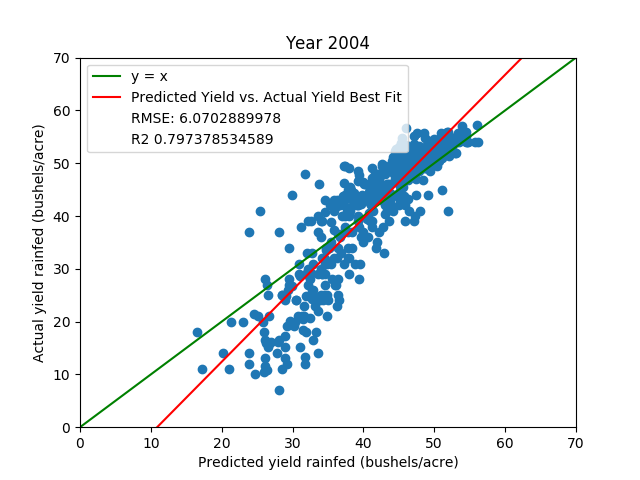 Year 2004
y = x
Predicted Yield vs. Actual Yield Best Fit
RMSE: 6.0702889978
R2 0.797378534589
Actual yield rainfed (bushels/acre)
70
60
50
40
30
20
10
0
0 10 20 30 40 50 60 70
Predicted yield rainfed (bushels/acre)